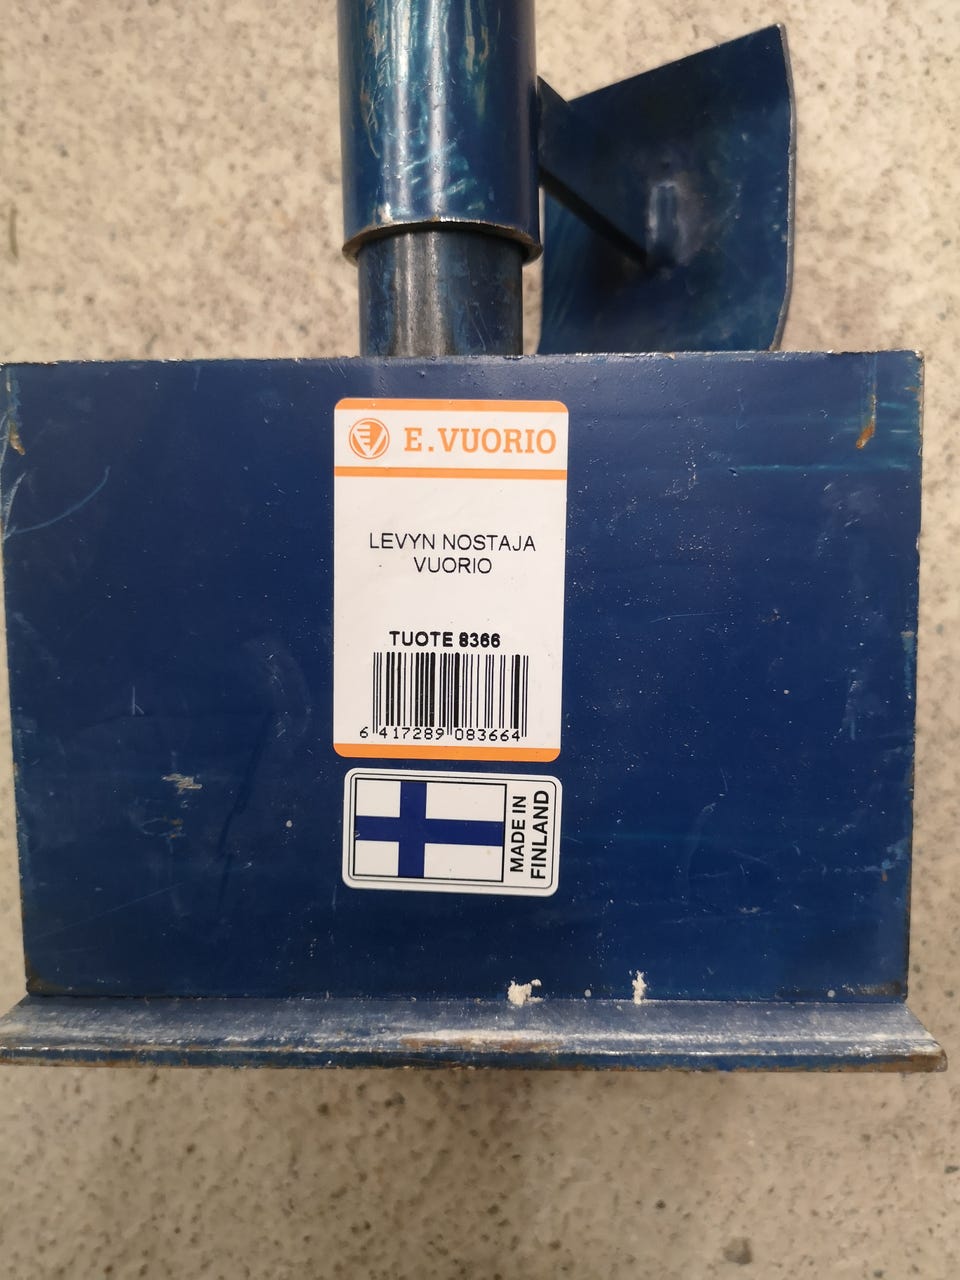 E.VUORIO
LEVYN NOSTAJA
VUORIO
TUOTE 8366
6 417289 083664
MADE IN
FINLAND